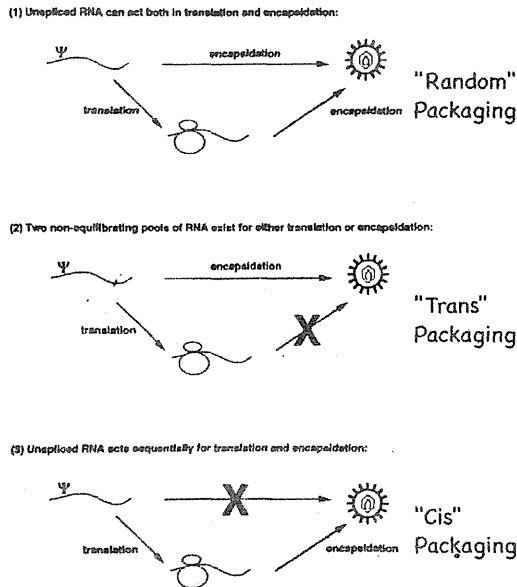 (1) Unspliced RNA can act both in translation and encapsidation:
Ψ
encapsidation
translation
encapsidation
"Random"
Packaging
(2) Two non-equilibrating pools of RNA exist for either translation or encapsidation:
Ψ
encapsidation
translation
X
"Trans"
Packaging
(3) Unspliced RNA acts sequentially for translation and encapsidation:
Ψ
X
translation
encapsidation
"Cis"
Packaging